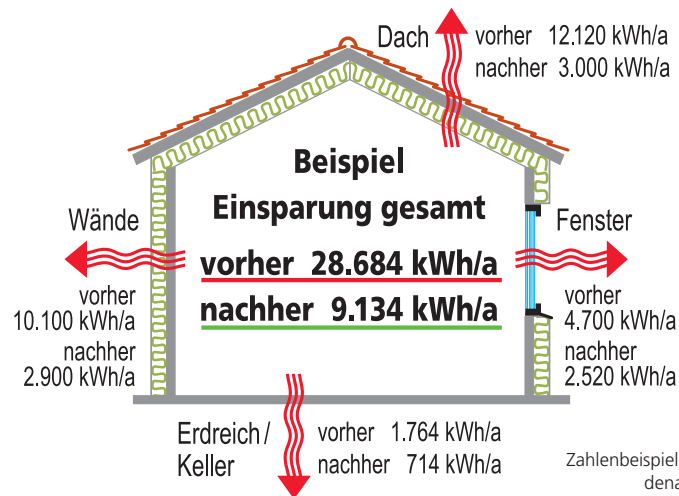 Dach
vorher 12.120 kWh/a
nachher 3.000 kWh/a
Beispiel
Einsparung gesamt
vorher 28.684 kWh/a
nachher 9.134 kWh/a
Wände
vorher
10.100 kWh/a
nachher
2.900 kWh/a
Fenster
vorher
4.700 kWh/a
nachher
2.520 kWh/a
Erdreich /
Keller
vorher 1.764 kWh/a
nachher 714 kWh/a
Zahlenbeispiel
dena